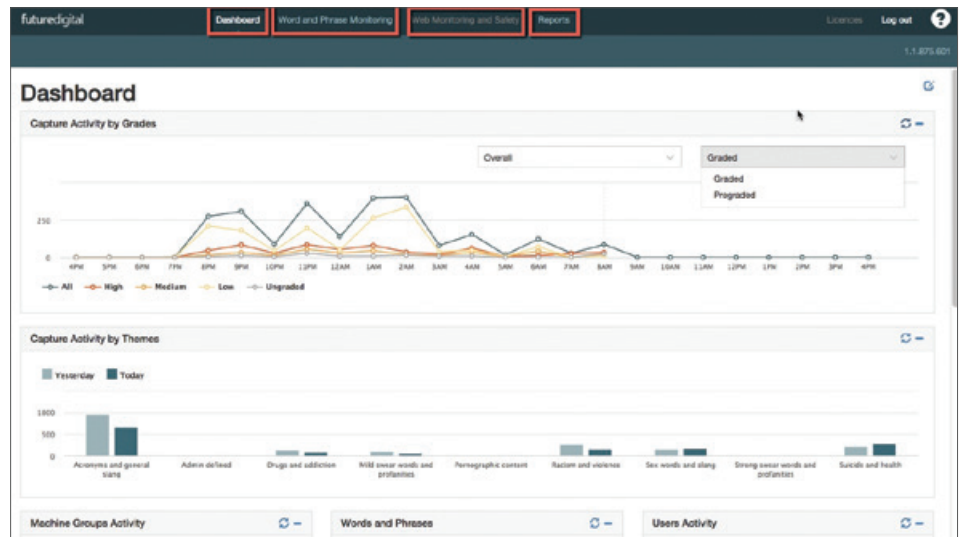 futuredigital Dashboard Word and Phrase Monitoring Web Monitoring and Safety Reports Licences Log out ?
1.1.875.601
Dashboard
Capture Activity by Grades
Overall Graded
Graded
Pregraded
250
0
4PM 5PM 6PM 7PM 8PM 9PM 10PM 11PM 12AM 1AM 2AM 3AM 4AM 5AM 6AM 7AM 8AM 9AM 10AM 11AM 12PM 1PM 2PM 3PM 4PM
All High Medium Low Ungraded
Capture Activity by Themes
Yesterday Today
1000
500
0
Acronyms and general slang Admin defined Drugs and addiction Mild swear words and profanities Pornographic content Racism and violence Sex words and slang Strong swear words and profanities Suicide and health
Machine Groups Activity Words and Phrases Users Activity